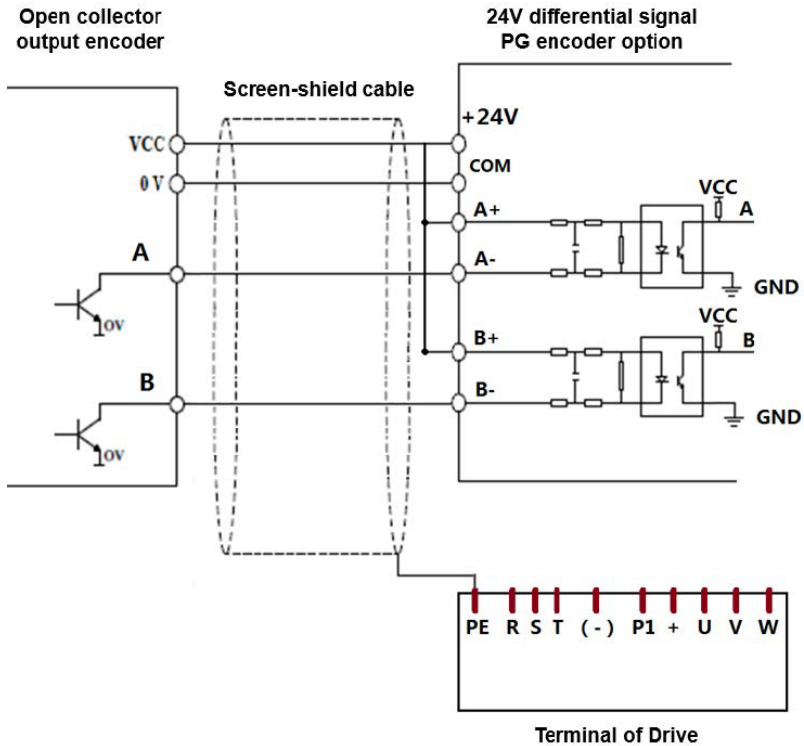 Open collector
output encoder
24V differential signal
PG encoder option
Screen-shield cable
+24V
VCC
COM
0 V
A+
VCC
A
A
A-
GND
VCC
0V
B+
B
B
B-
GND
0V
PE R S T (-) P1 + U V W
Terminal of Drive